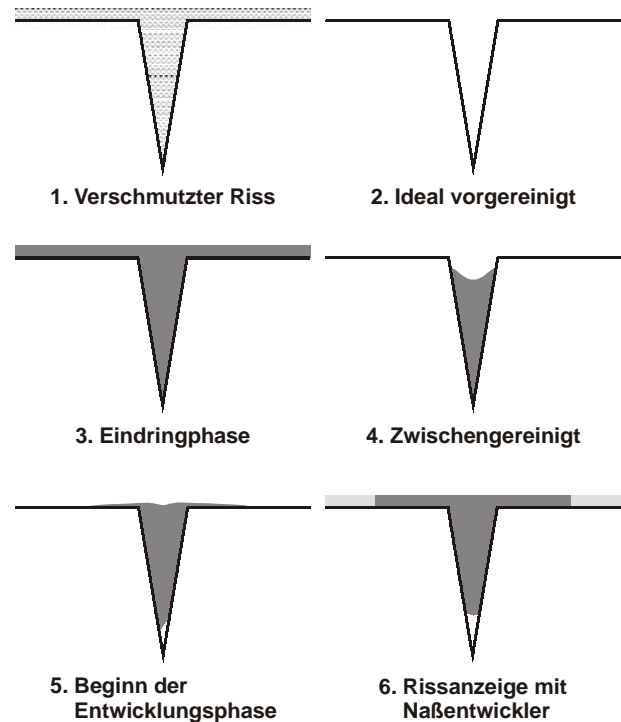 1. Verschmutzter Riss
2. Ideal vorgereinigt
3. Eindringphase
4. Zwischengereinigt
5. Beginn der
Entwicklungsphase
6. Rissanzeige mit
Naßentwickler